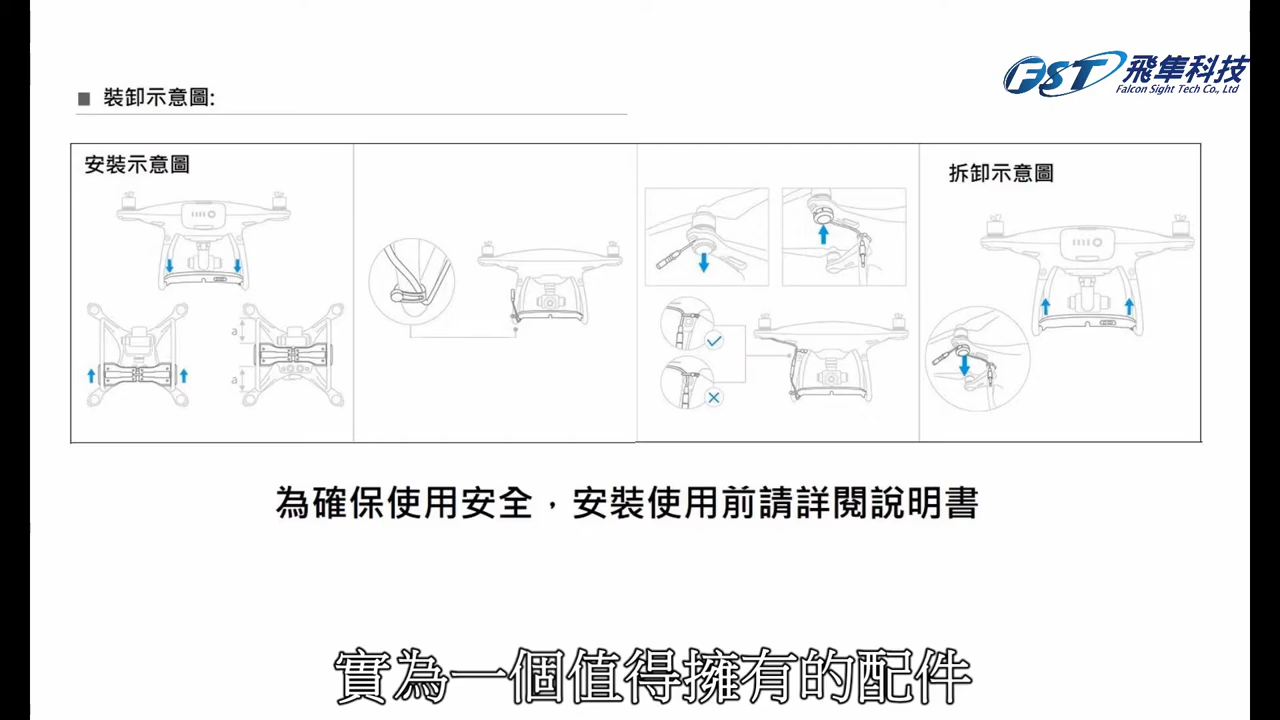 FST 飛隼科技
Falcon Sight Tech Co., Ltd
■ 裝卸示意圖:
安裝示意圖
拆卸示意圖
a
a
為確保使用安全，安裝使用前請詳閱說明書
實為一個值得擁有的配件